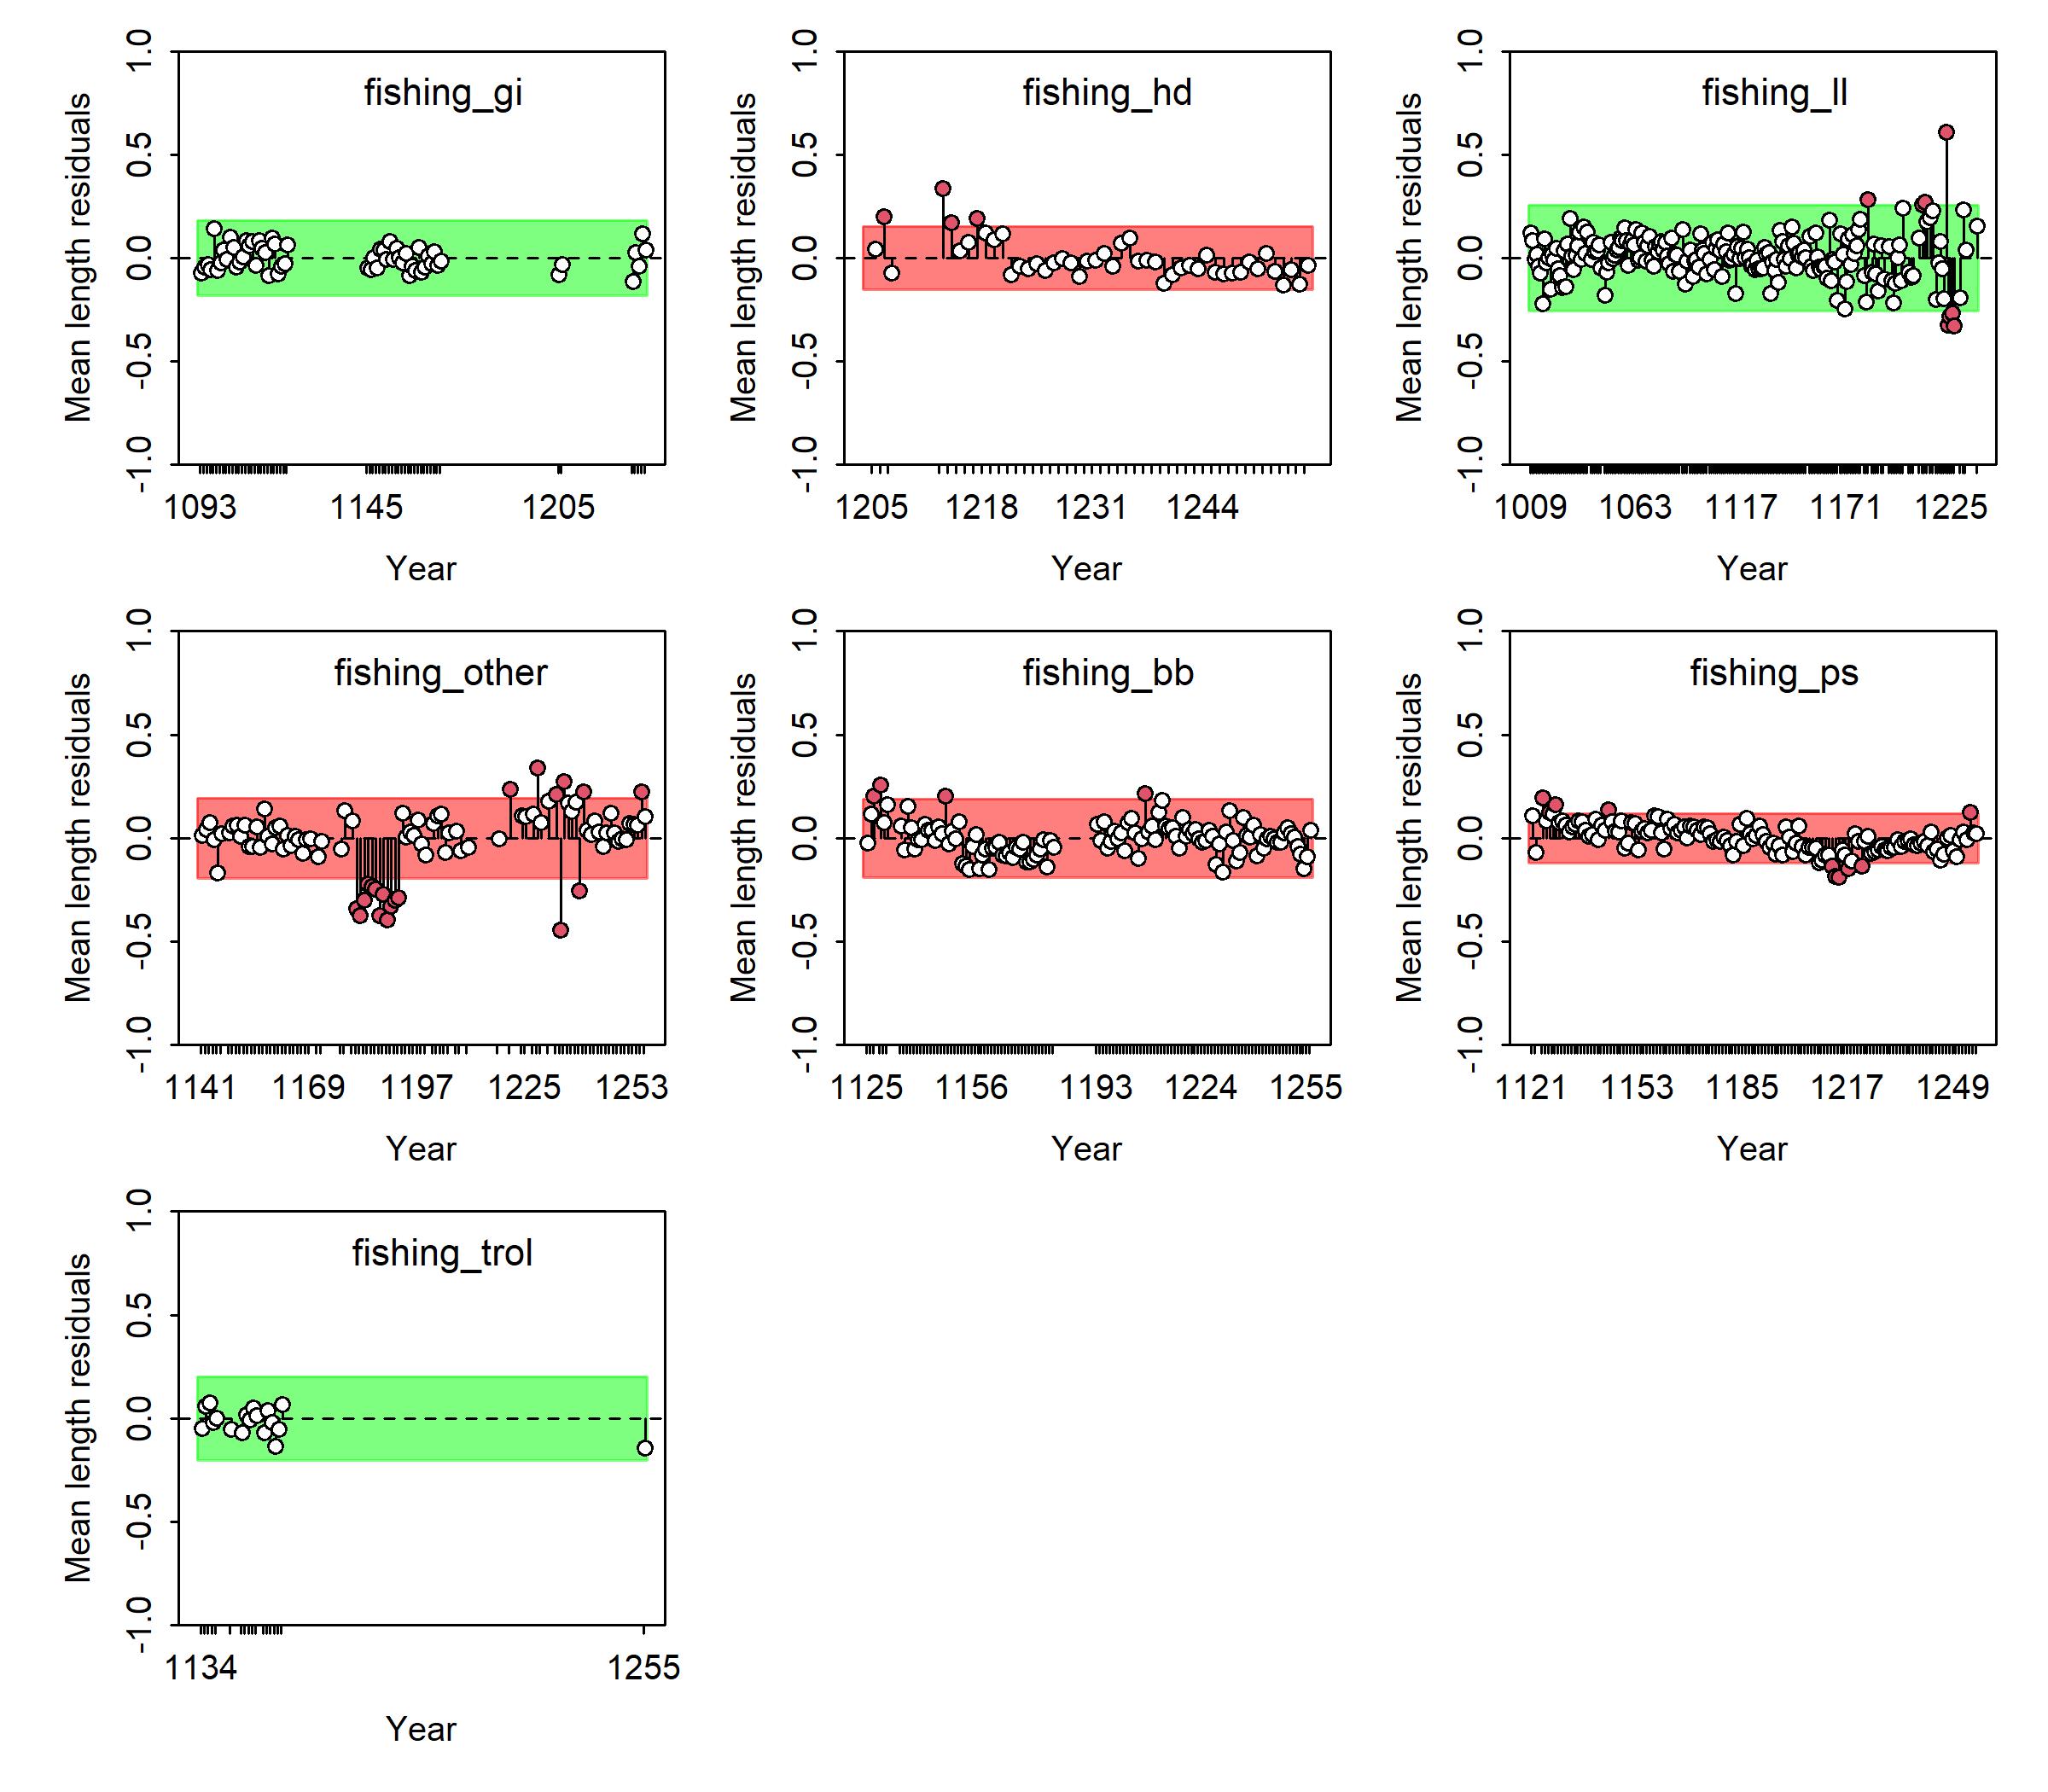 fishing_gi
Mean length residuals
1.0
0.5
0.0
-0.5
-1.0
1093 1145 1205
Year
fishing_hd
Mean length residuals
1.0
0.5
0.0
-0.5
-1.0
1205 1218 1231 1244
Year
fishing_ll
Mean length residuals
1.0
0.5
0.0
-0.5
-1.0
1009 1063 1117 1171 1225
Year
fishing_other
Mean length residuals
1.0
0.5
0.0
-0.5
-1.0
1141 1169 1197 1225 1253
Year
fishing_bb
Mean length residuals
1.0
0.5
0.0
-0.5
-1.0
1125 1156 1193 1224 1255
Year
fishing_ps
Mean length residuals
1.0
0.5
0.0
-0.5
-1.0
1121 1153 1185 1217 1249
Year
fishing_trol
Mean length residuals
1.0
0.5
0.0
-0.5
-1.0
1134 1255
Year